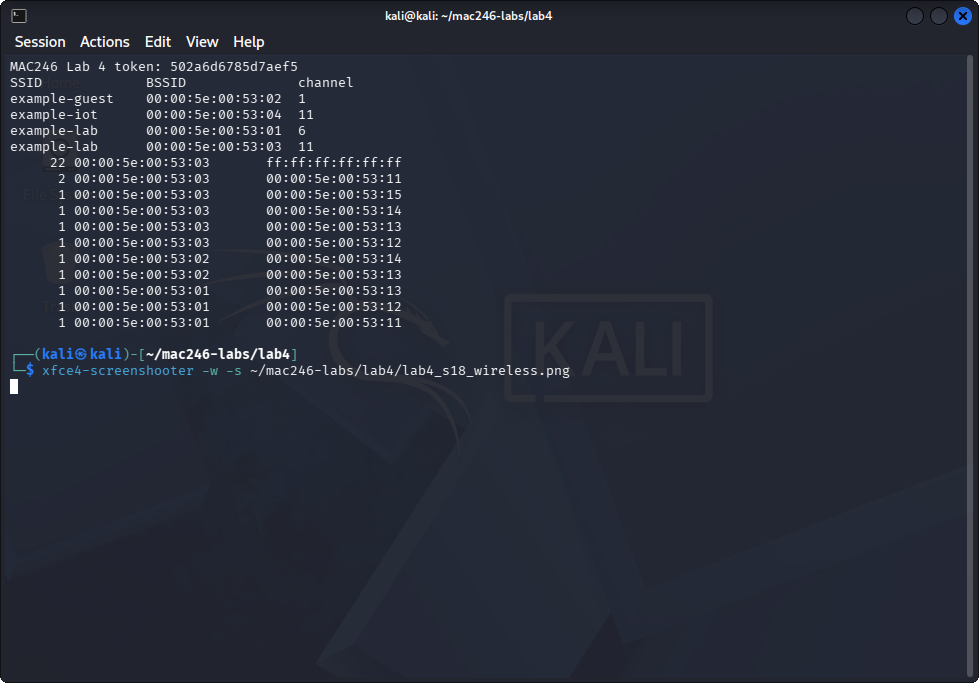 kali@kali: ~/mac246-labs/lab4
Session Actions Edit View Help
MAC246 Lab 4 token: 502a6d6785d7aef5
SSID BSSID channel
example-guest 00:00:5e:00:53:02 1
example-iot 00:00:5e:00:53:04 11
example-lab 00:00:5e:00:53:01 6
example-lab 00:00:5e:00:53:03 11
22 00:00:5e:00:53:03 ff:ff:ff:ff:ff:ff
2 00:00:5e:00:53:03 00:00:5e:00:53:11
1 00:00:5e:00:53:03 00:00:5e:00:53:15
1 00:00:5e:00:53:03 00:00:5e:00:53:14
1 00:00:5e:00:53:03 00:00:5e:00:53:13
1 00:00:5e:00:53:03 00:00:5e:00:53:12
1 00:00:5e:00:53:02 00:00:5e:00:53:14
1 00:00:5e:00:53:02 00:00:5e:00:53:13
1 00:00:5e:00:53:01 00:00:5e:00:53:13
1 00:00:5e:00:53:01 00:00:5e:00:53:12
1 00:00:5e:00:53:01 00:00:5e:00:53:11
┌──(kali㉿kali)-[~/mac246-labs/lab4]
└─$ xfce4-screenshooter -w -s ~/mac246-labs/lab4/lab4_s18_wireless.png
KALI